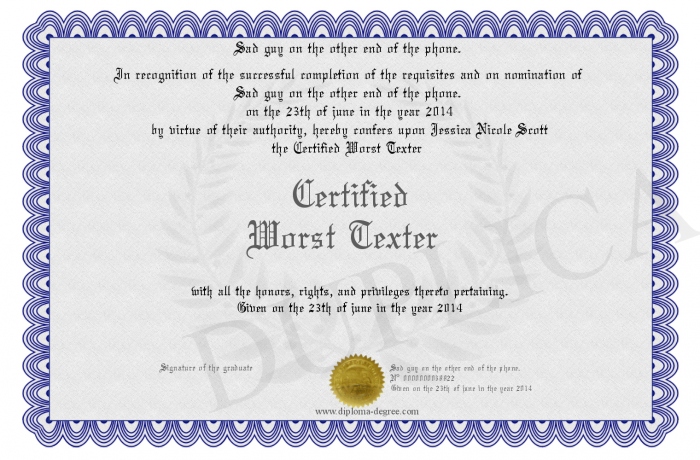 Sad guy on the other end of the phone.
In recognition of the successful completion of the requisites and on nomination of
Sad guy on the other end of the phone.
on the 23th of june in the year 2014
by virtue of their authority, hereby confers upon Jessica Nicole Scott
the Certified Worst Texter
Certified
Worst Texter
with all the honors, rights, and privileges thereto pertaining.
Given on the 23th of june in the year 2014
DUPLICA
Signature of the graduate
Sad guy on the other end of the phone.
Given on the 23th of june in the year 2014
www.diploma-degree.com